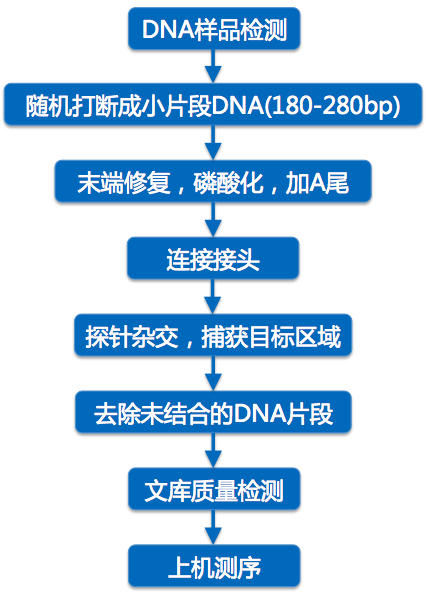 DNA样品检测
随机打断成小片段DNA(180-280bp)
末端修复，磷酸化，加A尾
连接接头
探针杂交，捕获目标区域
去除未结合的DNA片段
文库质量检测
上机测序